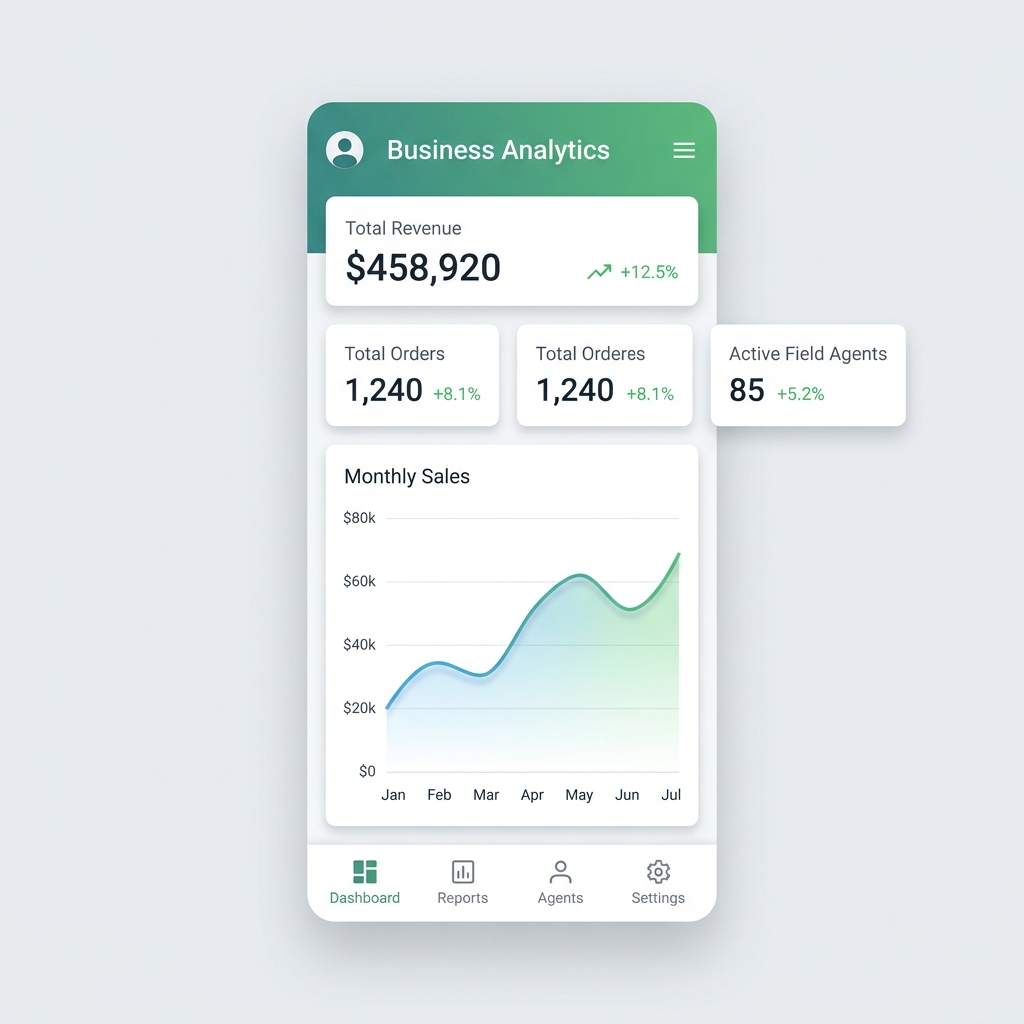 Business Analytics
Total Revenue
$458,920
+12.5%
Total Orders
1,240 +8.1%
Total Orderes
1,240 +8.1%
Active Field Agents
85 +5.2%
Monthly Sales
$80k
$60k
$40k
$20k
$0
Jan Feb Mar Apr May Jun Jul
Dashboard Reports Agents Settings